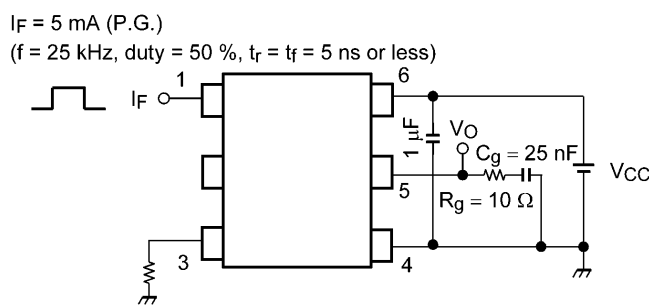 IF = 5 mA (P.G.)
(f = 25 kHz, duty = 50 %, tr = tf = 5 ns or less)
1
6
IF
1 μF
VO
Cg = 25 nF
VCC
5
Rg = 10 Ω
3
4